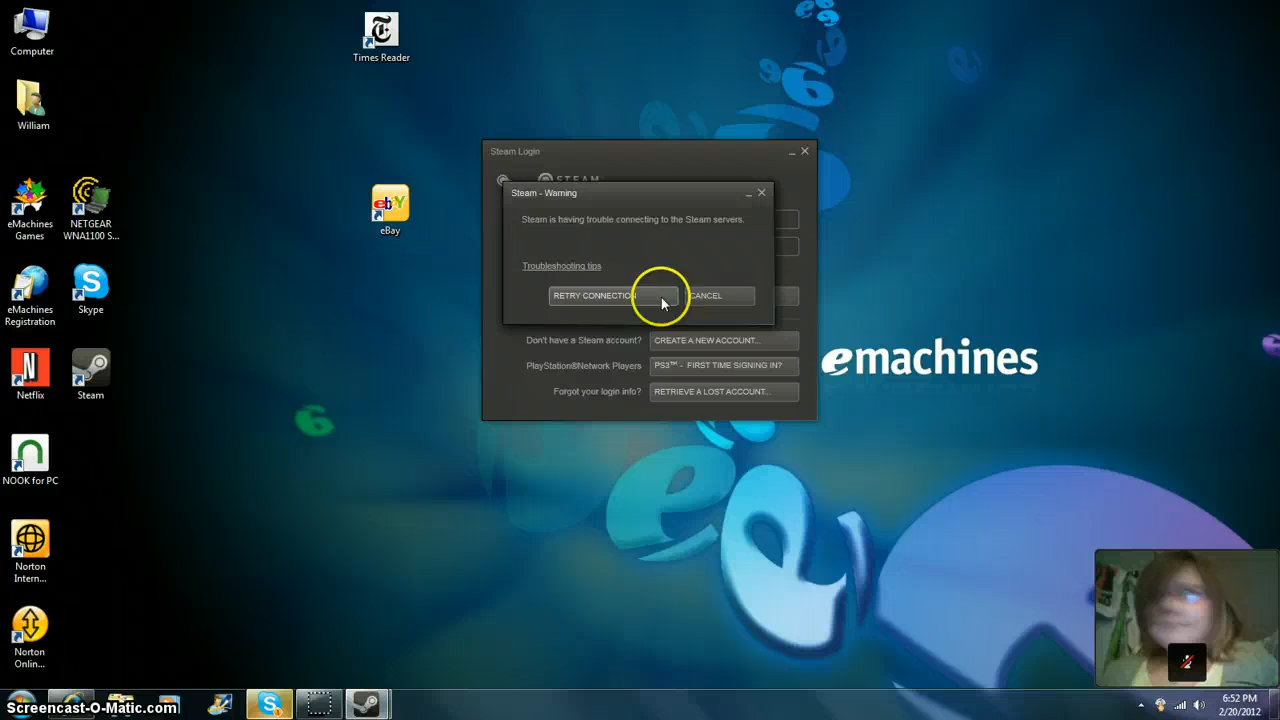 Computer
William
eMachines
Games
NETGEAR
WNA1100 S...
eMachines
Registration
Skype
Netflix
Steam
NOOK for PC
Norton
Intern...
Norton
Online...
Times Reader
ebY
eBay
Steam Login
STEAM
Steam - Warning
Steam is having trouble connecting to the Steam servers.
Troubleshooting tips
RETRY CONNECTION
CANCEL
Don't have a Steam account?
CREATE A NEW ACCOUNT...
PlayStation®Network Players
PS3™ - FIRST TIME SIGNING IN?
Forgot your login info?
RETRIEVE A LOST ACCOUNT...
emachines
Screencast-O-Matic.com
6:52 PM
2/20/2012